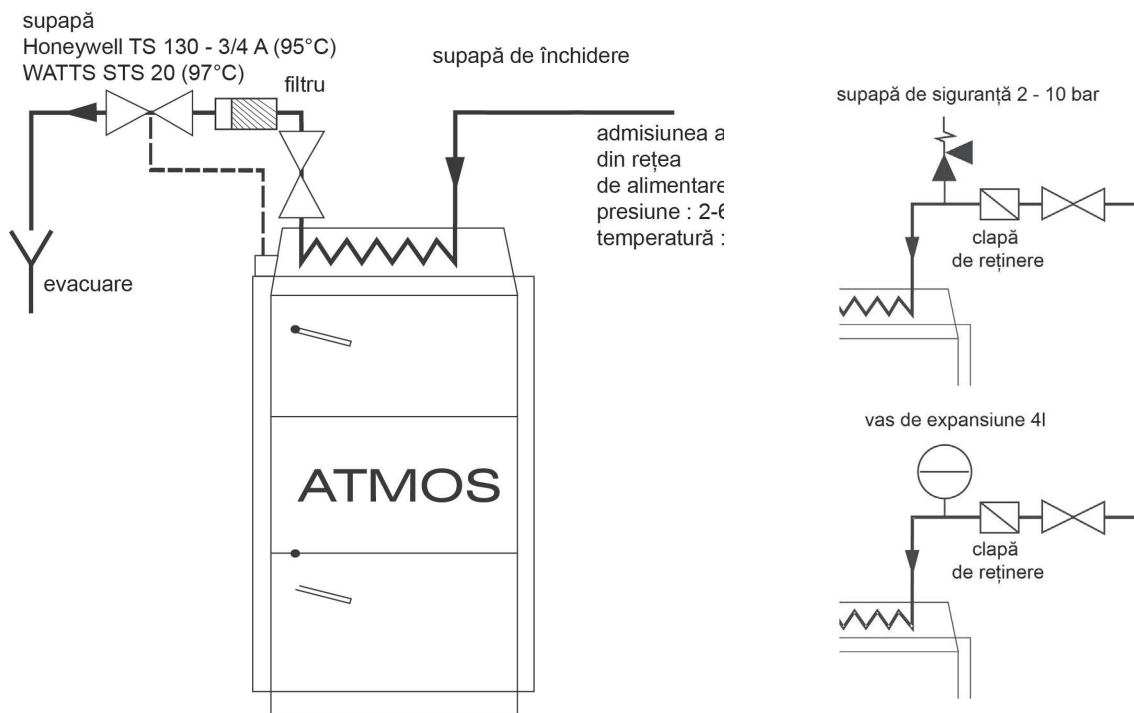 supapă
Honeywell TS 130 - 3/4 A (95°C)
WATTS STS 20 (97°C)
filtru
supapă de închidere
admisiunea
din rețea
de alimentare
presiune : 2-6
temperatură :
evacuare
ATMOS
supapă de siguranță 2 - 10 bar
clapă
de reținere
vas de expansiune 4l
clapă
de reținere